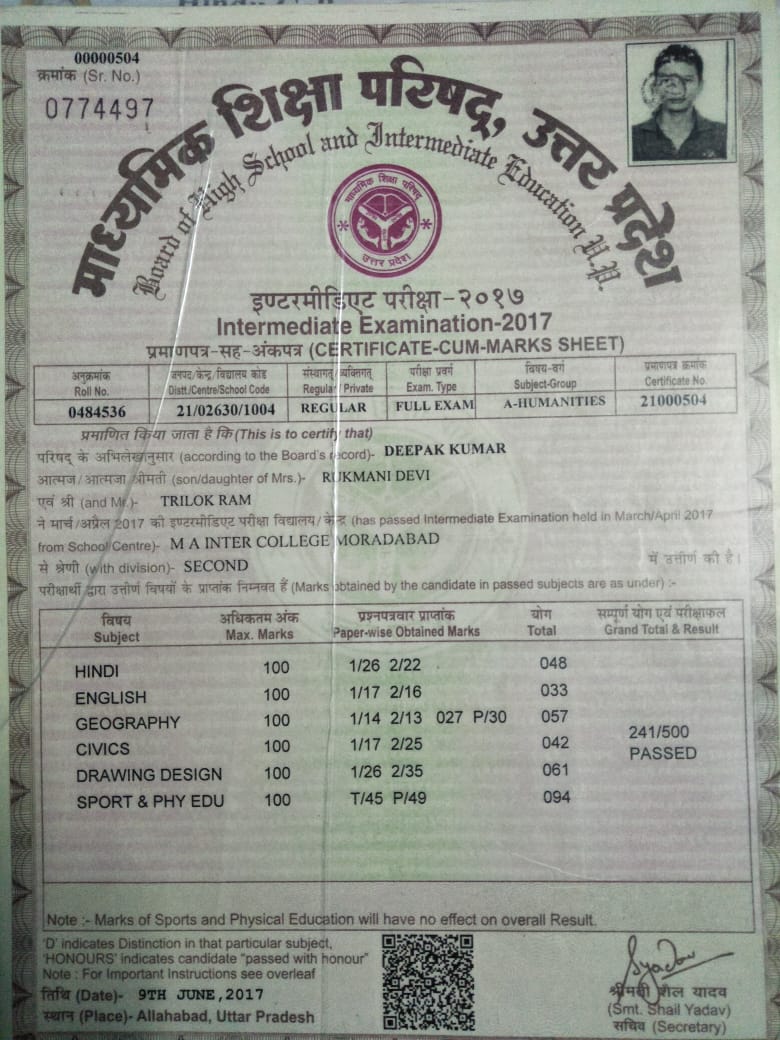 00000504
क्रमांक (Sr. No.)
0774497
माध्यमिक शिक्षा परिषद्, उत्तर प्रदेश
Board of High School and Intermediate Education U.P.
माध्यमिक शिक्षा परिषद्
उत्तर प्रदेश
इण्टरमीडिएट परीक्षा-२०१७
Intermediate Examination-2017
प्रमाणपत्र-सह-अंकपत्र (CERTIFICATE-CUM-MARKS SHEET)
अनुक्रमांक जनपद/केन्द्र/विद्यालय कोड संस्थागत/व्यक्तिगत परीक्षा प्रवर्ग विषय-वर्ग प्रमाणपत्र क्रमांक
Roll No. Distt./Centre/School Code Regular/ Private Exam. Type Subject-Group Certificate No.
0484536 21/02630/1004 REGULAR FULL EXAM A-HUMANITIES 21000504
प्रमाणित किया जाता है कि (This is to certify that)
परिषद् के अभिलेखानुसार (according to the Board's record)- DEEPAK KUMAR
आत्मज/आत्मजा श्रीमती (son/daughter of Mrs.)- RUKMANI DEVI
एवं श्री (and Mr.)- TRILOK RAM
ने मार्च/अप्रैल 2017 की इण्टरमीडिएट परीक्षा विद्यालय/केन्द्र (has passed Intermediate Examination held in March/April 2017
from School/Centre)- M A INTER COLLEGE MORADABAD
से श्रेणी (with division)- SECOND में उत्तीर्ण की है।
परीक्षार्थी द्वारा उत्तीर्ण विषयों के प्राप्तांक निम्नवत हैं (Marks obtained by the candidate in passed subjects are as under) :-
विषय अधिकतम अंक प्रश्नपत्रवार प्राप्तांक योग सम्पूर्ण योग एवं परीक्षाफल
Subject Max. Marks Paper-wise Obtained Marks Total Grand Total & Result
HINDI 100 1/26 2/22 048
ENGLISH 100 1/17 2/16 033
GEOGRAPHY 100 1/14 2/13 027 P/30 057
241/500
CIVICS 100 1/17 2/25 042
PASSED
DRAWING DESIGN 100 1/26 2/35 061
SPORT & PHY EDU 100 T/45 P/49 094
Note :- Marks of Sports and Physical Education will have no effect on overall Result.
'D' indicates Distinction in that particular subject,
'HONOURS' indicates candidate "passed with honour"
Note : For Important Instructions see overleaf
तिथि (Date)- 9TH JUNE,2017
स्थान (Place)- Allahabad, Uttar Pradesh
Syadav
श्रीमती शैल यादव
(Smt. Shail Yadav)
सचिव (Secretary)